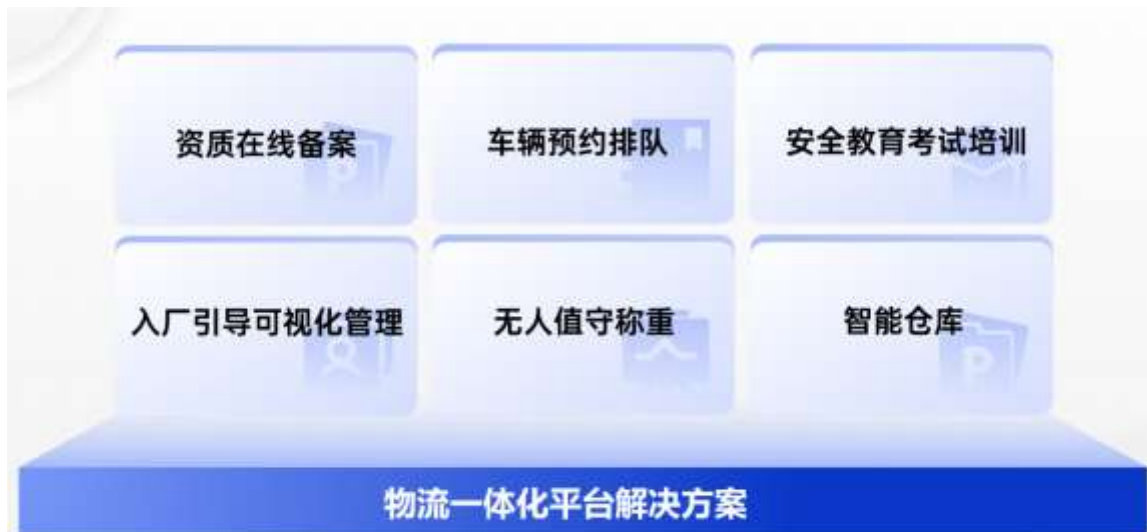 资质在线备案
车辆预约排队
安全教育考试培训
入厂引导可视化管理
无人值守称重
智能仓库
物流一体化平台解决方案